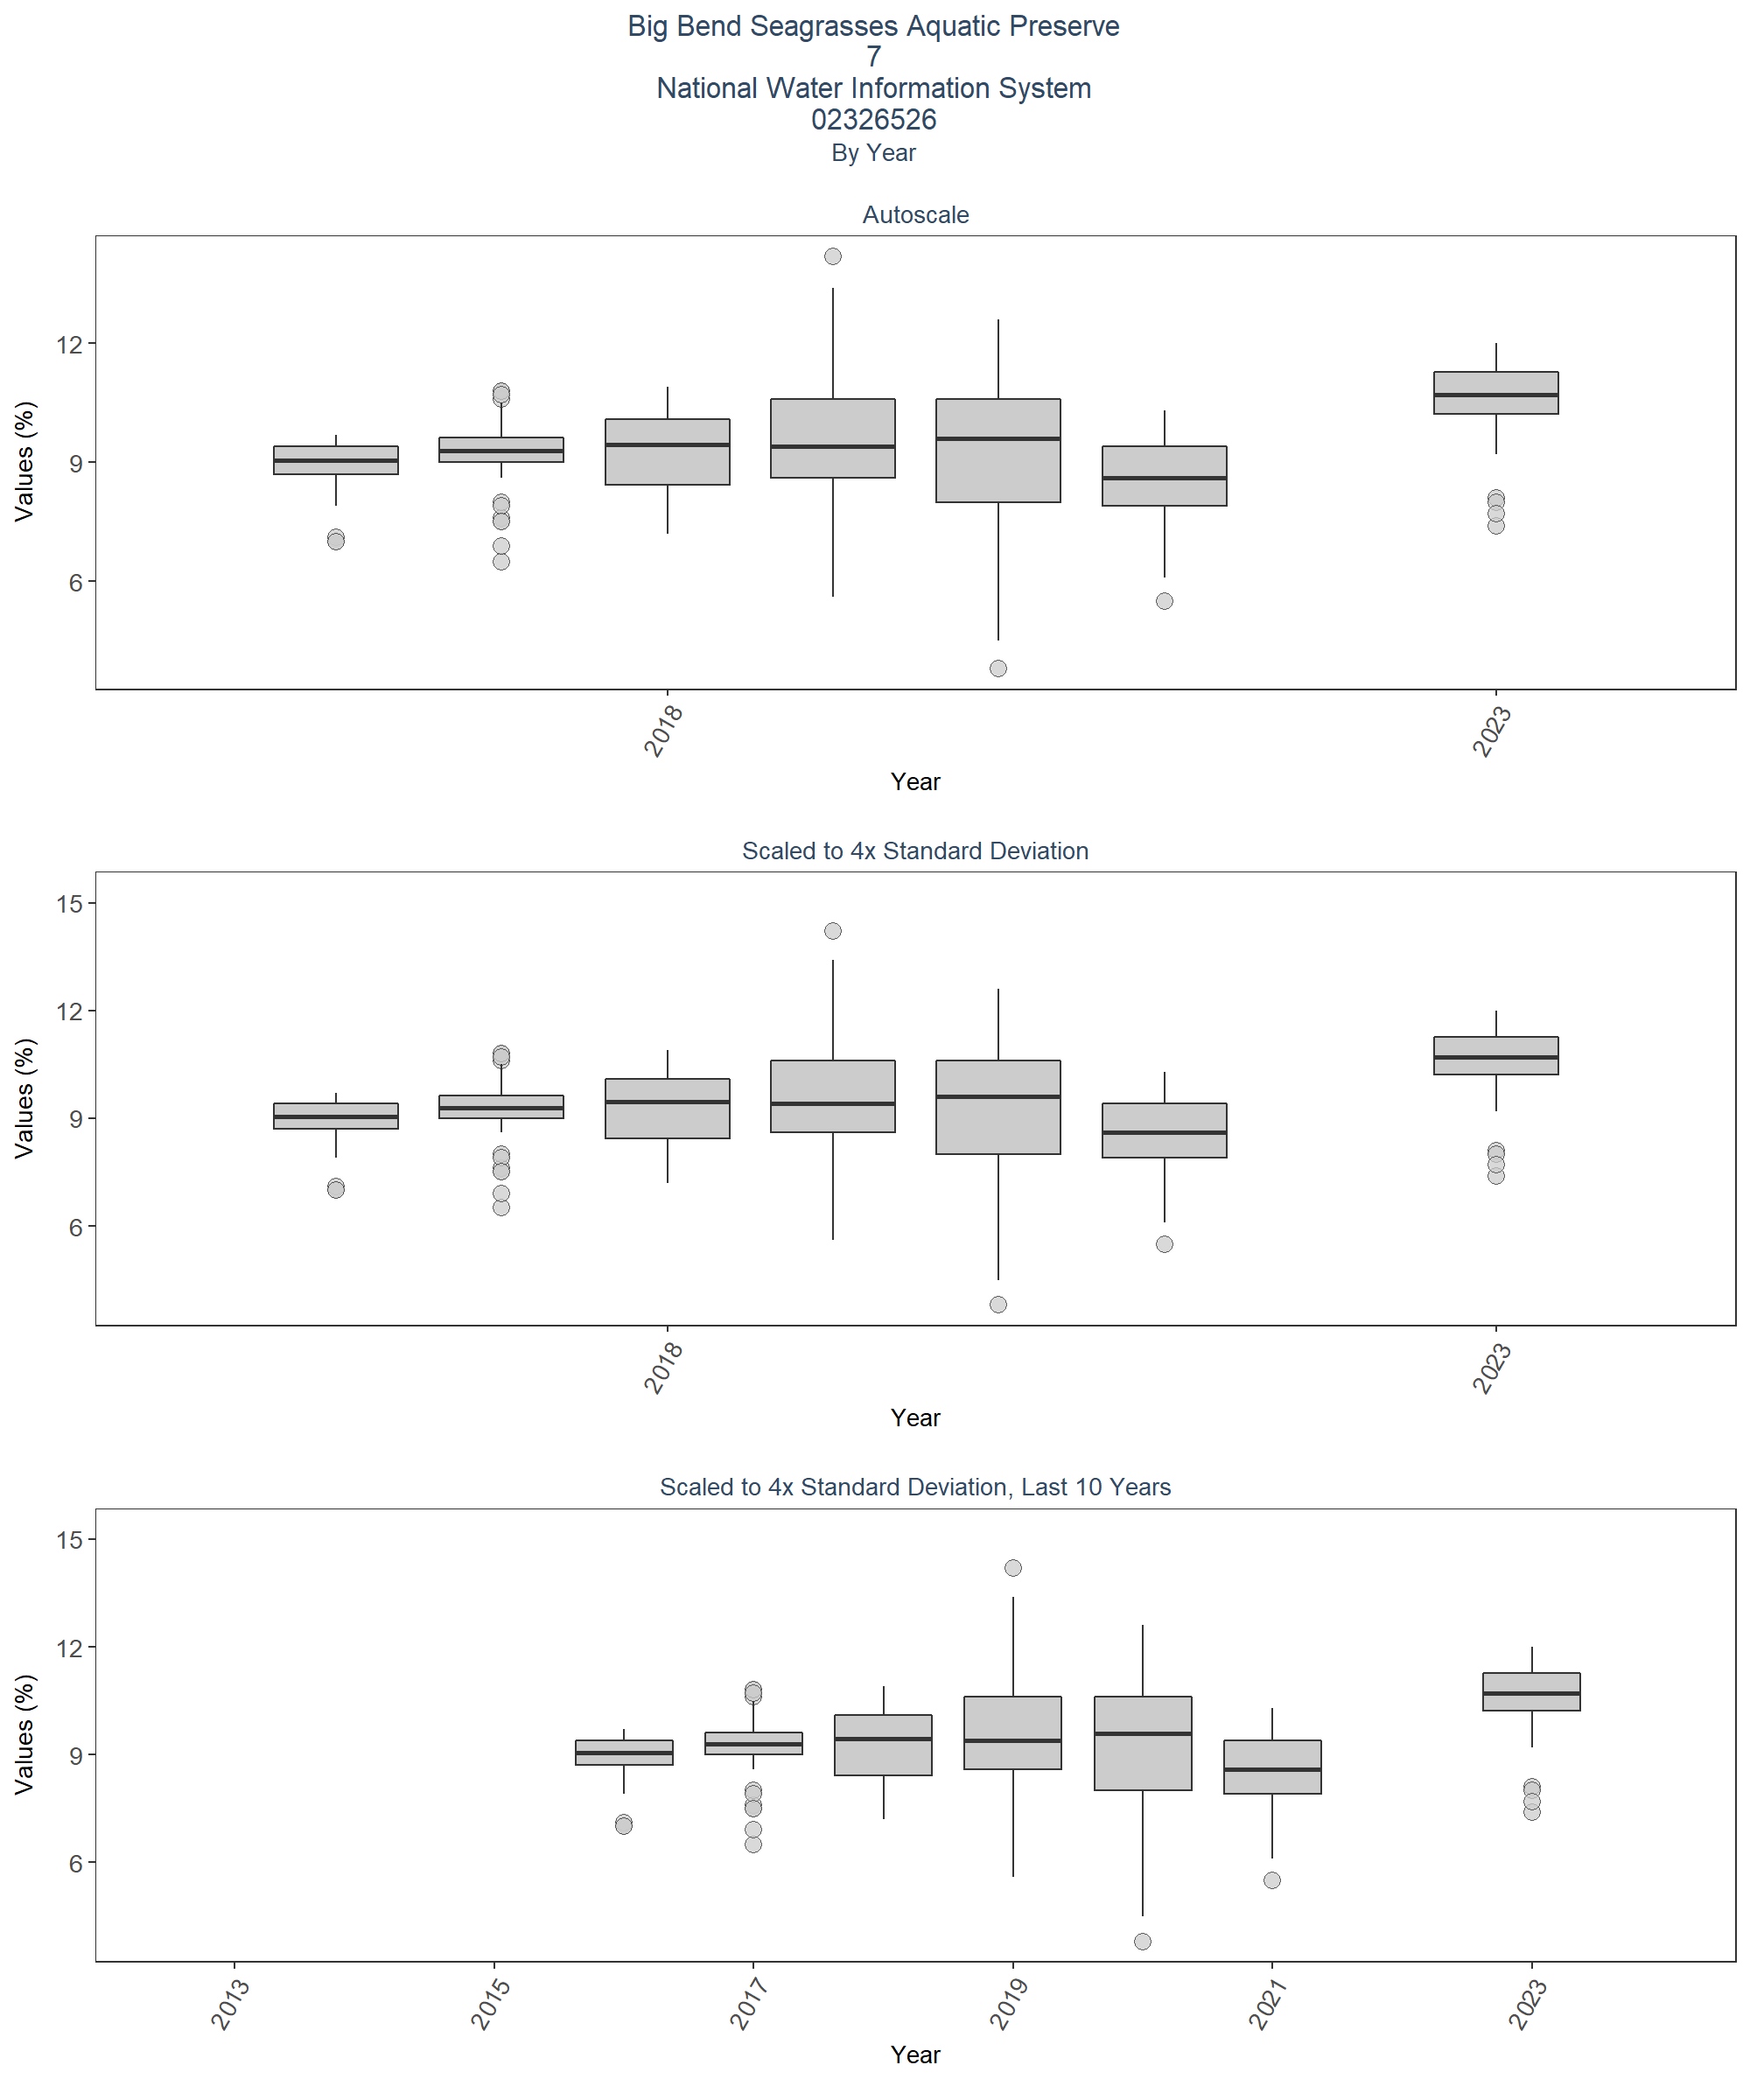 Big Bend Seagrasses Aquatic Preserve
7
National Water Information System
02326526
By Year
Autoscale
12
9
6
Values (%)
2018
2023
Year
Scaled to 4x Standard Deviation
15
12
9
6
Values (%)
2018
2023
Year
Scaled to 4x Standard Deviation, Last 10 Years
15
12
9
6
Values (%)
2013
2015
2017
2019
2021
2023
Year